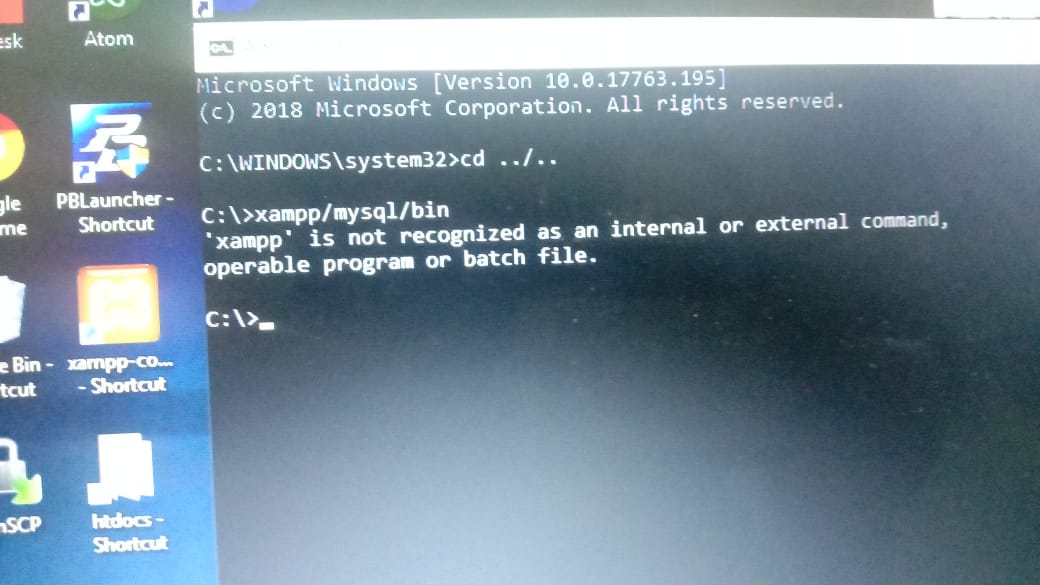 esk
Atom
Microsoft Windows [Version 10.0.17763.195]
(c) 2018 Microsoft Corporation. All rights reserved.
C:\WINDOWS\system32>cd ../..
C:\>xampp/mysql/bin
'xampp' is not recognized as an internal or external command,
operable program or batch file.
C:\>
gle
me
PBLauncher -
Shortcut
e Bin -
tcut
xampp-co...
- Shortcut
nSCP
htdocs -
Shortcut